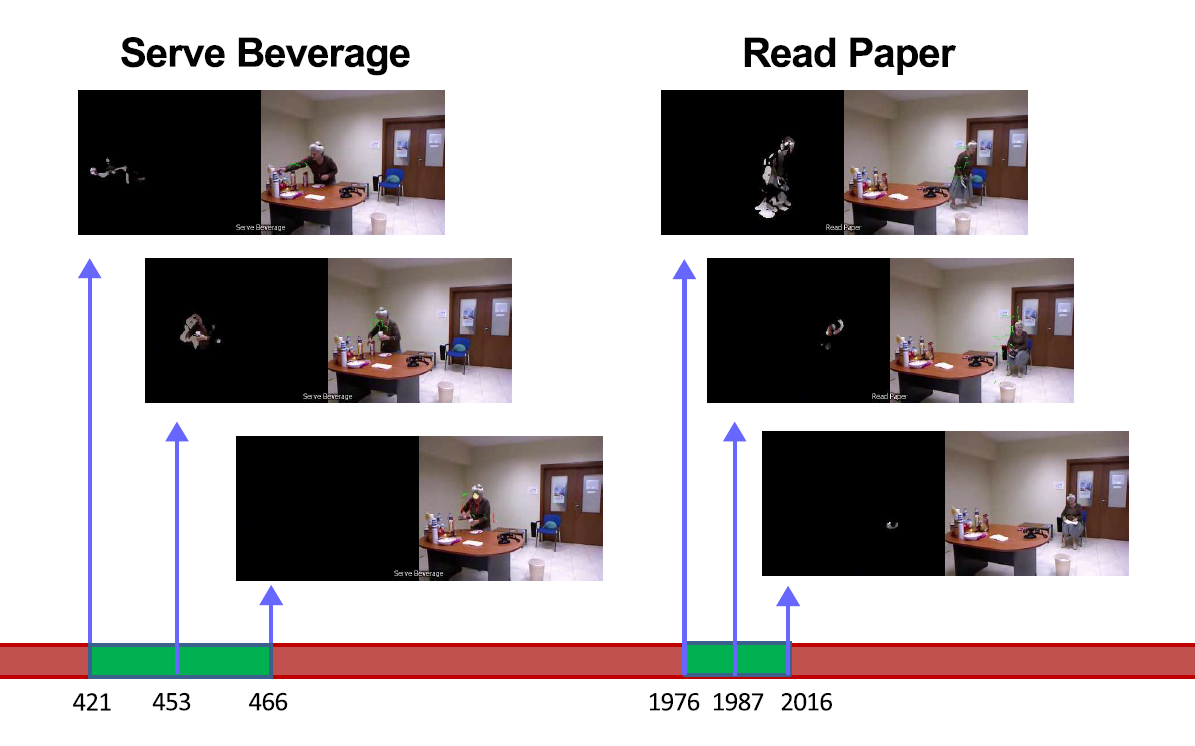 Serve Beverage
Read Paper
Serve Beverage
Read Paper
Serve Beverage
Read Paper
Serve Beverage
421
453
466
1976
1987
2016